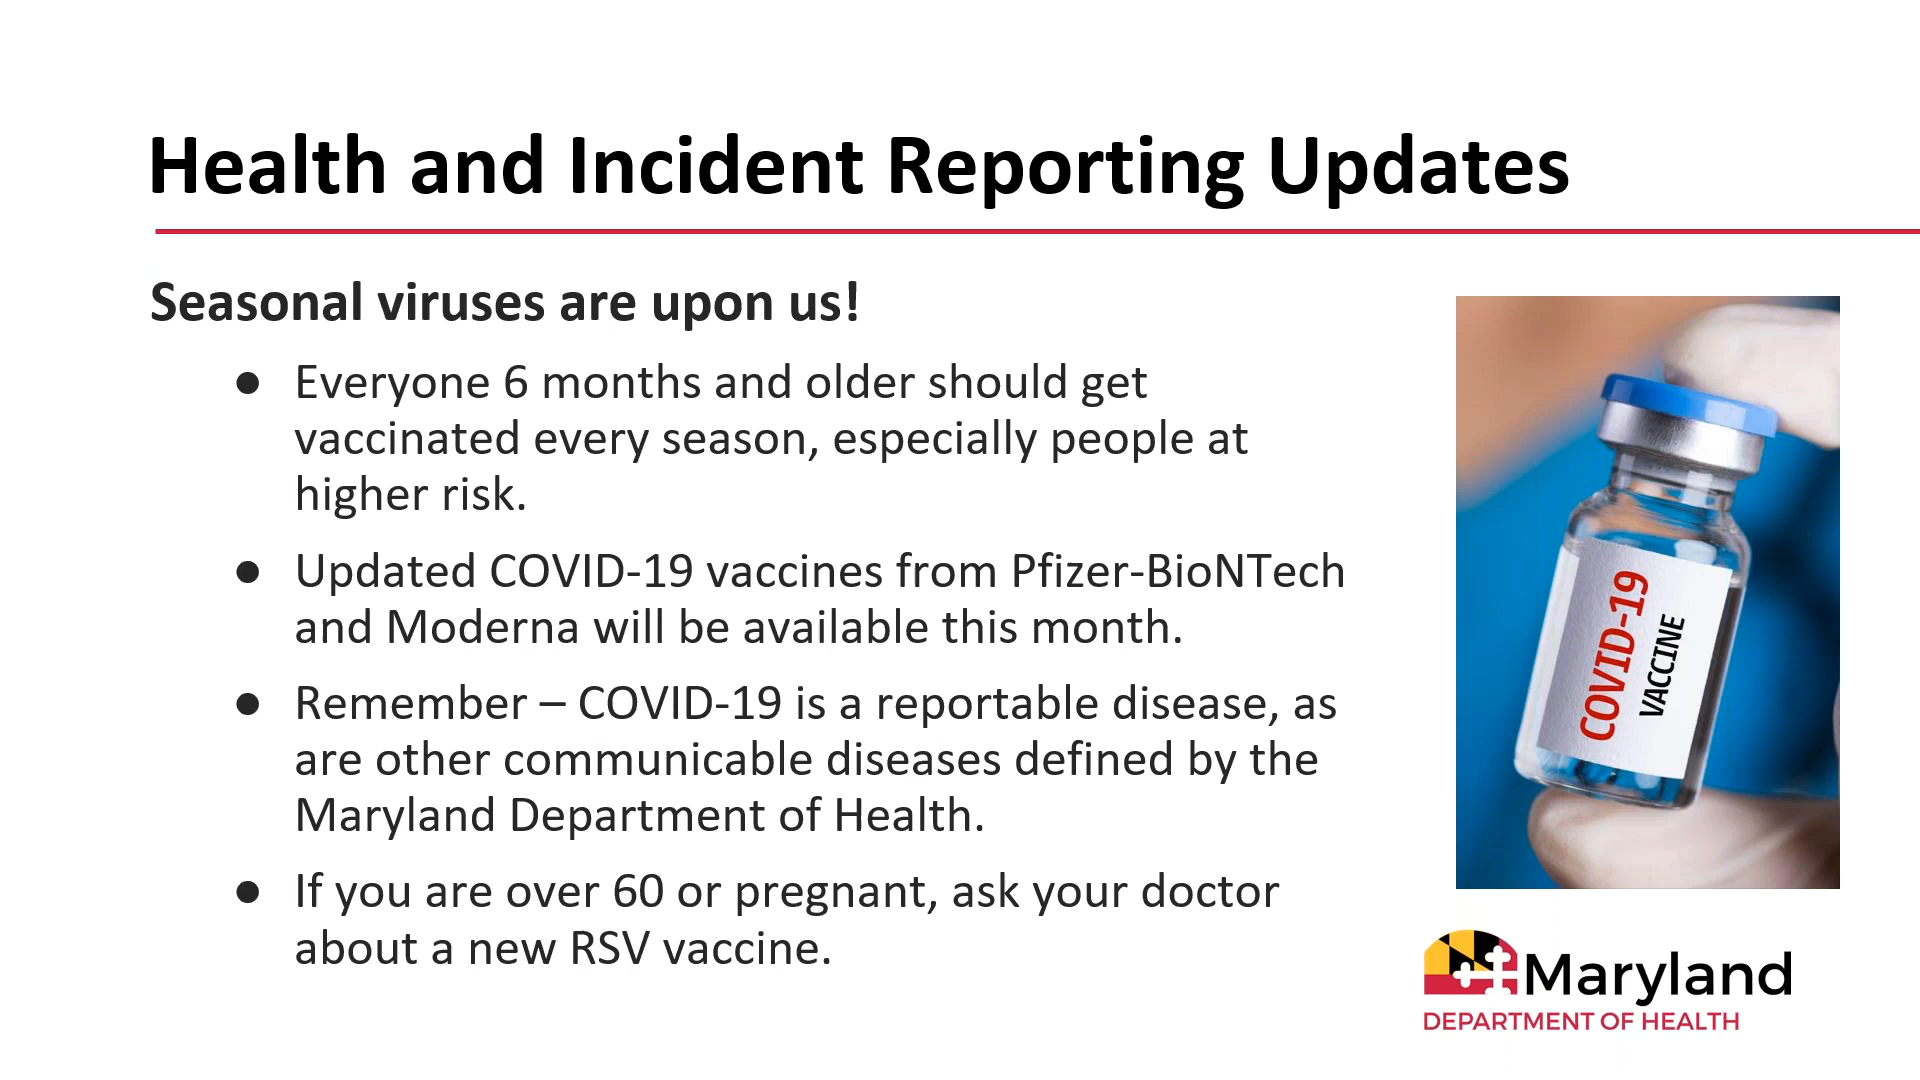 Health and Incident Reporting Updates
Seasonal viruses are upon us!
● Everyone 6 months and older should get
vaccinated every season, especially people at
higher risk.
● Updated COVID-19 vaccines from Pfizer-BioNTech
and Moderna will be available this month.
● Remember – COVID-19 is a reportable disease, as
are other communicable diseases defined by the
Maryland Department of Health.
● If you are over 60 or pregnant, ask your doctor
about a new RSV vaccine.
COVID-19
VACCINE
Maryland
DEPARTMENT OF HEALTH